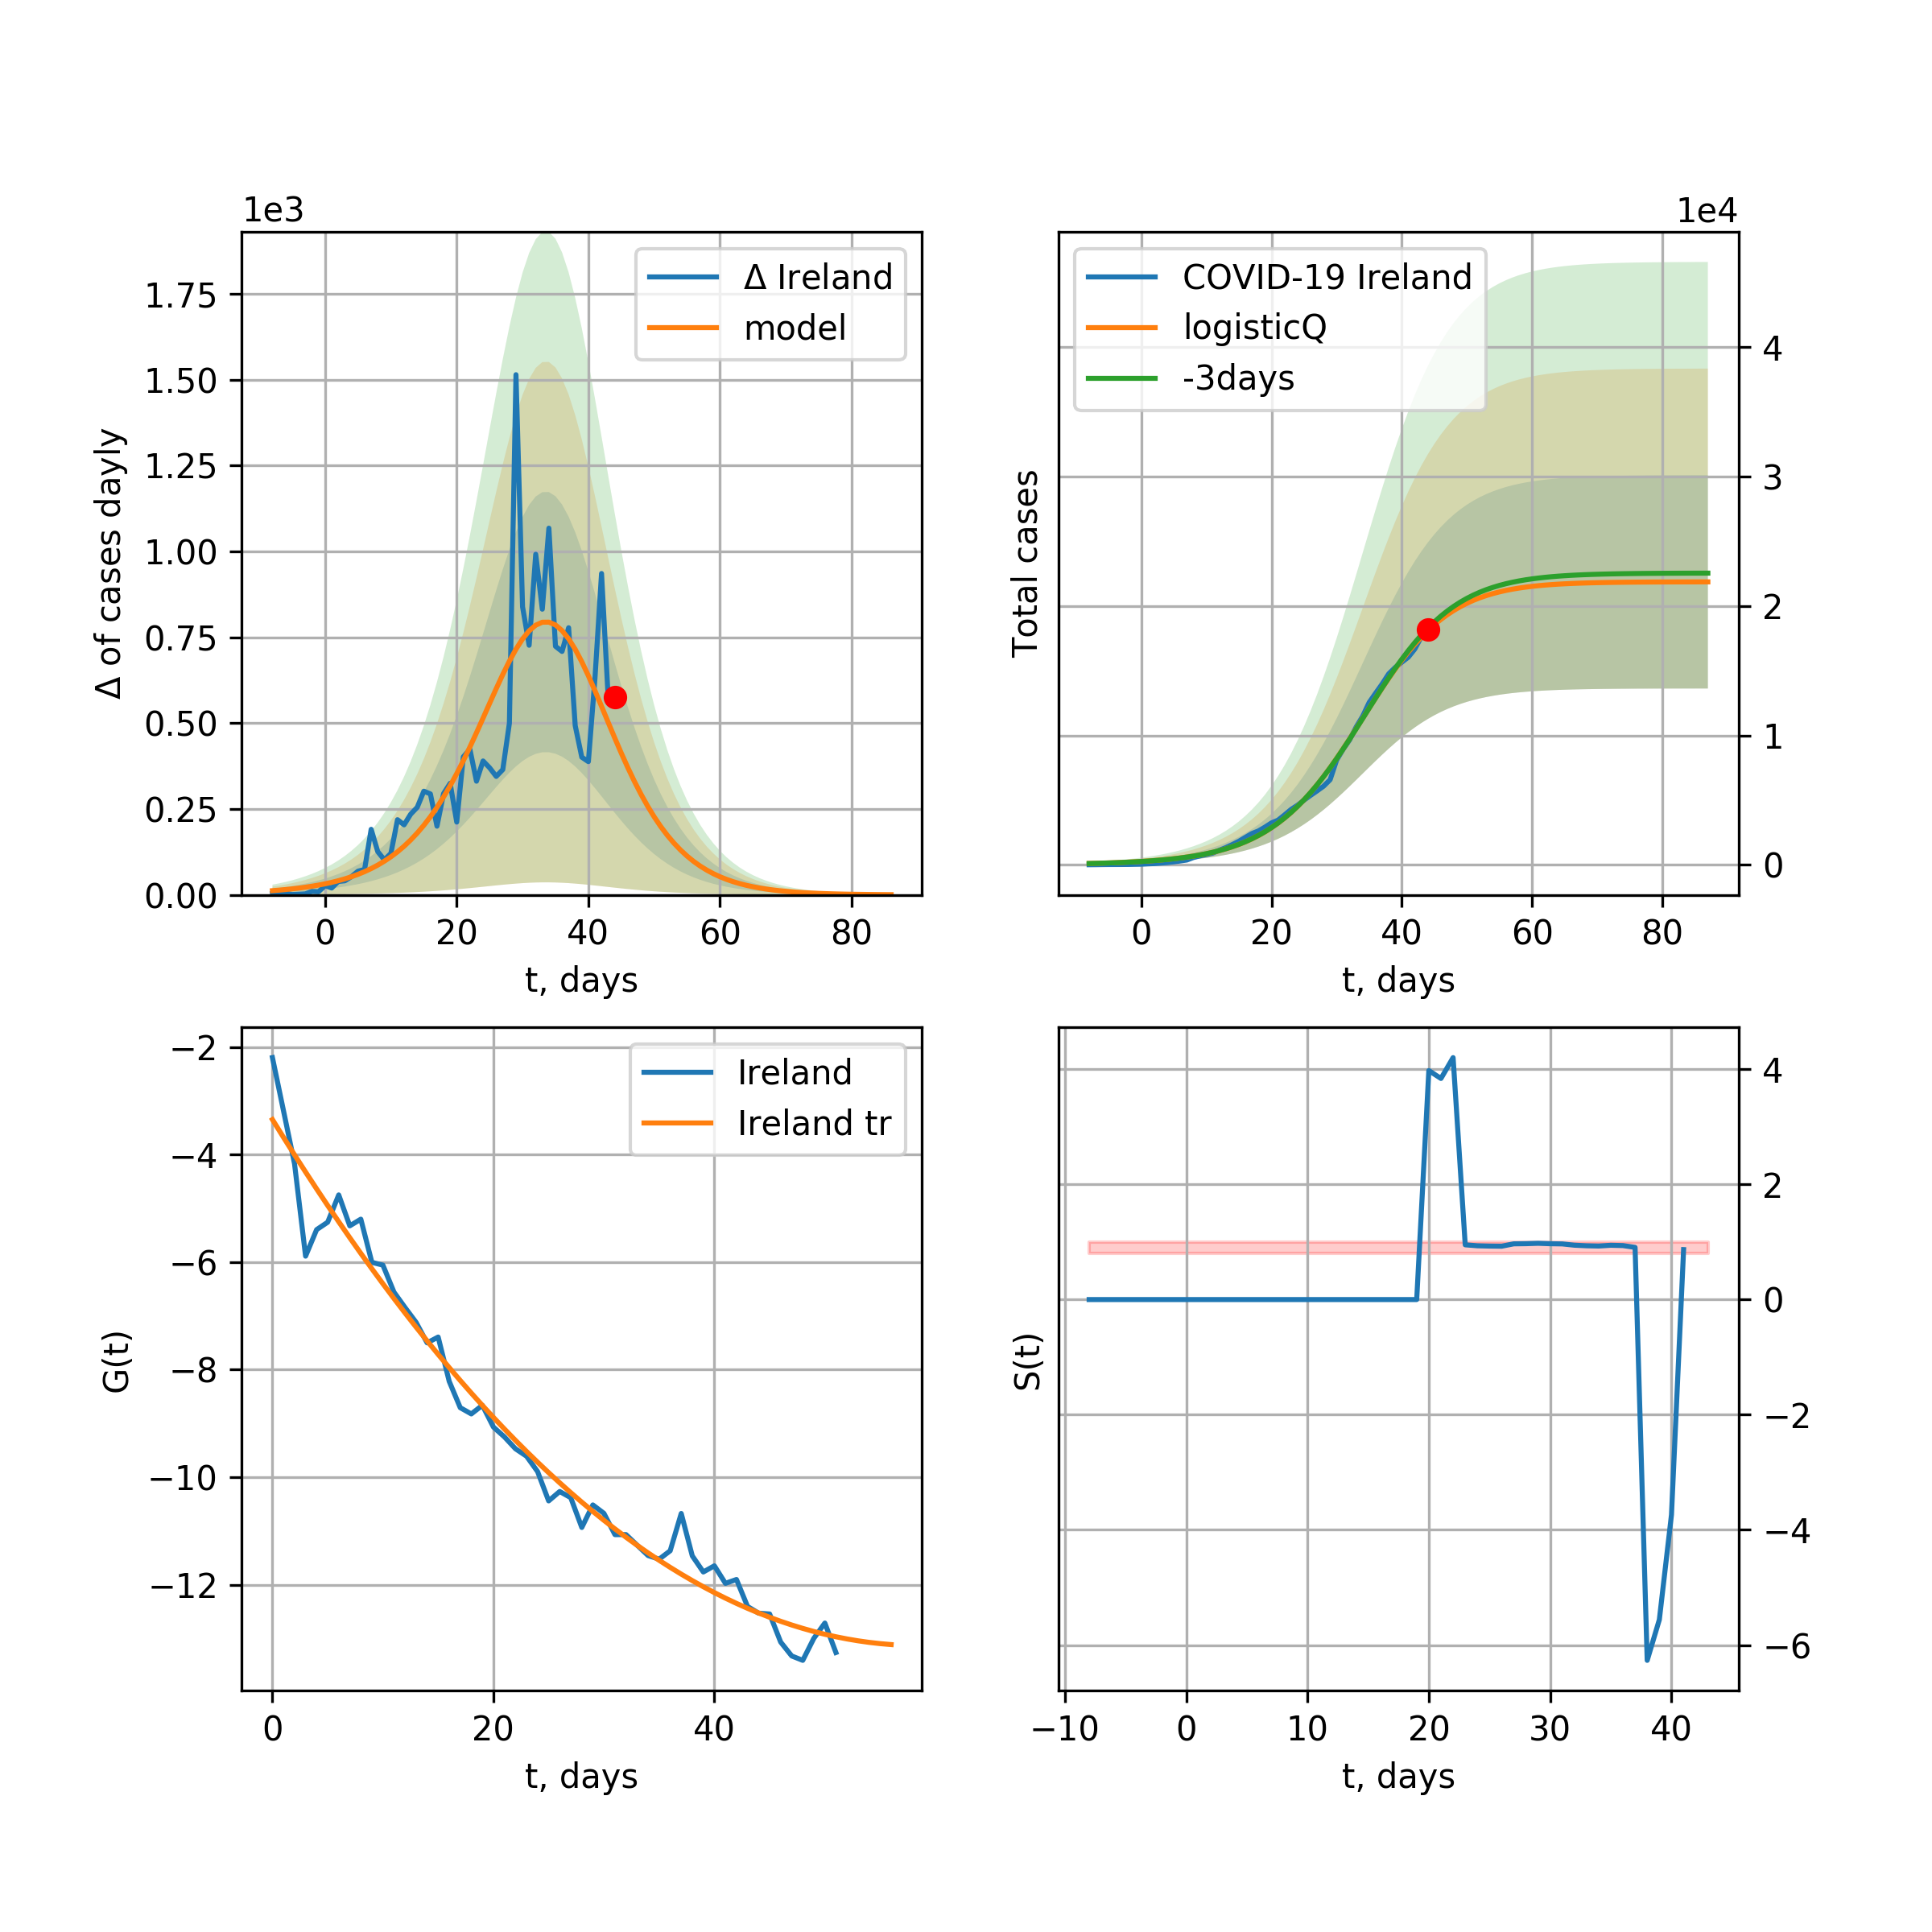 1e3
Δ of cases dayly
1.75
1.50
1.25
1.00
0.75
0.50
0.25
0.00
Δ Ireland
model
0 20 40 60 80
t, days
1e4
Total cases
COVID-19 Ireland
logisticQ
-3days
4
3
2
1
0
0 20 40 60 80
t, days
G(t)
−2
−4
−6
−8
−10
−12
Ireland
Ireland tr
0 20 40
t, days
S(t)
4
2
0
−2
−4
−6
−10 0 10 20 30 40
t, days